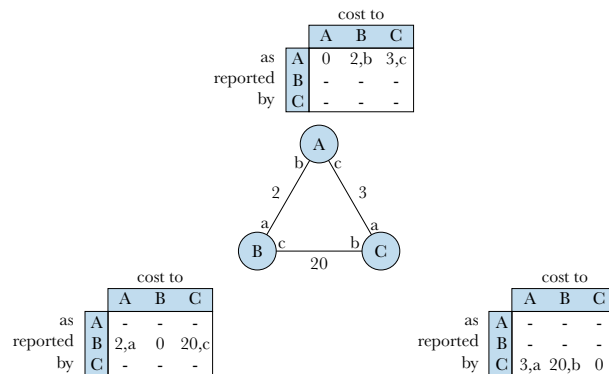 cost to
A B C
as A 0 2,b 3,c
reported B - - -
by C - - -
A
b c
2 3
a a
B c b C
20
cost to
A B C
as A - - -
reported B 2,a 0 20,c
by C - - -
cost to
A B C
as A - - -
reported B - - -
by C 3,a 20,b 0